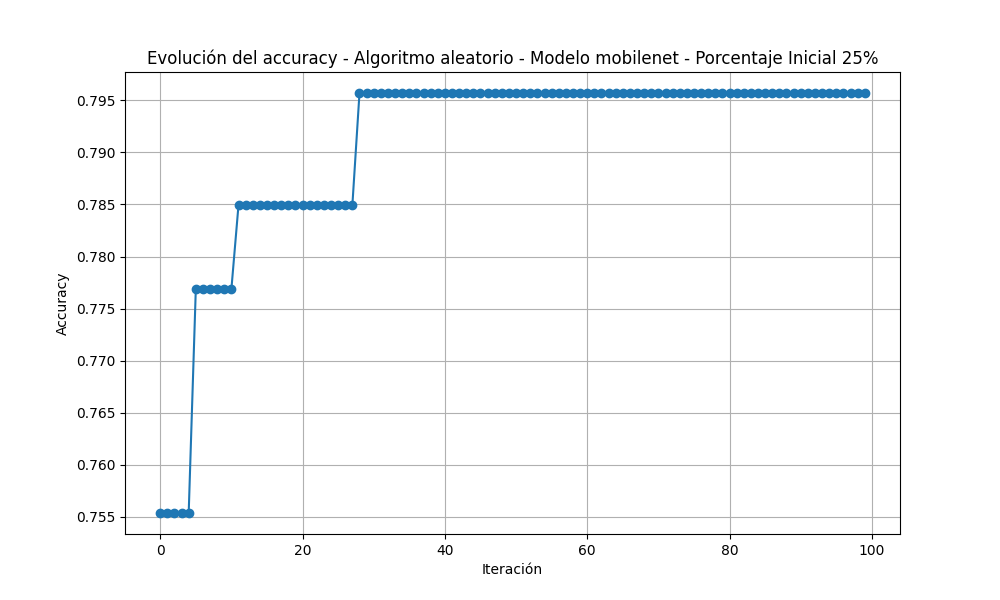 Evolución del accuracy - Algoritmo aleatorio - Modelo mobilenet - Porcentaje Inicial 25%
0.795
0.790
0.785
0.780
0.775
0.770
0.765
0.760
0.755
Accuracy
0 20 40 60 80 100
Iteración